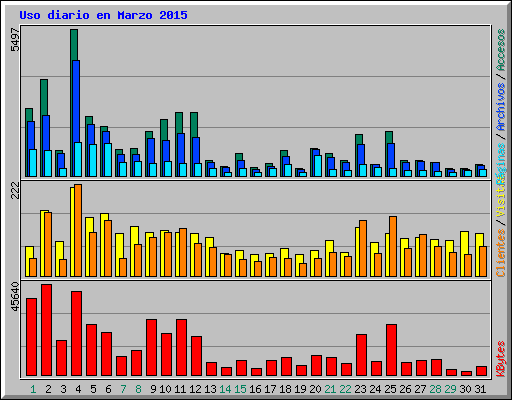 Uso diario en Marzo 2015
5497
222
45640
Accesos / Archivos / Páginas
Visitas / Clientes
KBytes
1 2 3 4 5 6 7 8 9 10 11 12 13 14 15 16 17 18 19 20 21 22 23 24 25 26 27 28 29 30 31